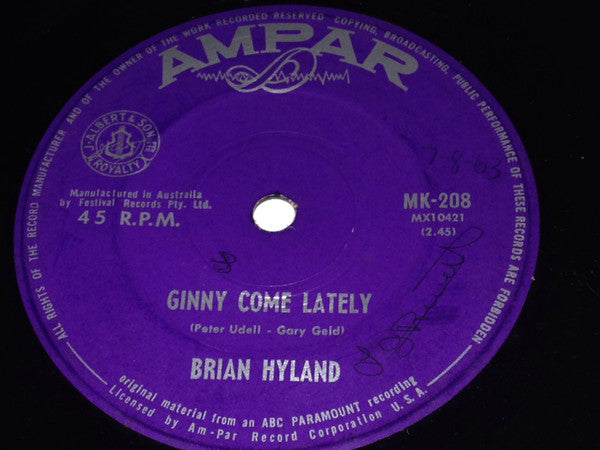 ALL RIGHTS OF THE RECORD MANUFACTURER AND OF THE OWNER OF THE WORK RECORDED RESERVED COPYING, BROADCASTING, PUBLIC PERFORMANCE OF THESE RECORDS ARE FORBIDDEN
AMPAR
J. ALBERT & SON
ROYALTY
7-8-63
Manufactured in Australia
by Festival Records Pty. Ltd.
45 R.P.M.
MK-208
MX10421
(2.45)
GINNY COME LATELY
(Peter Udell - Gary Geld)
BRIAN HYLAND
original material from an ABC PARAMOUNT recording
Licensed by Am-Par Record Corporation U.S.A.